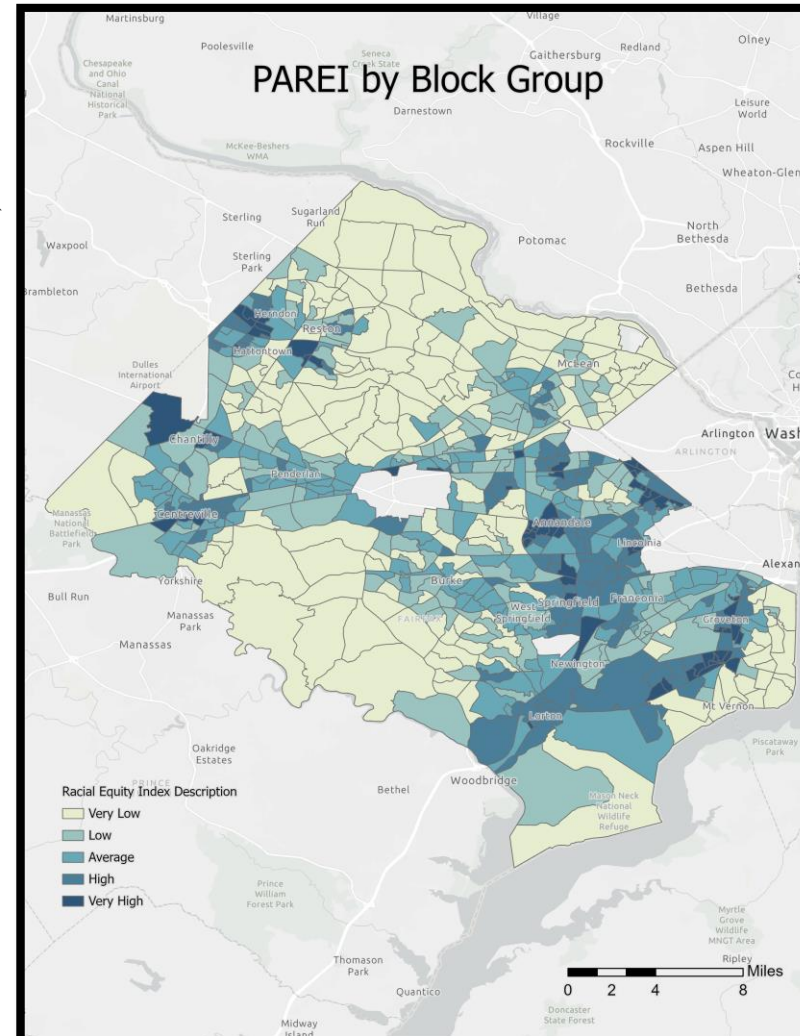 Martinsburg
Village
Poolesville
Seneca
Creek State
Gaithersburg
Redland
Olney
Chesapeake
and Ohio
Canal
National
Historical
Park
PAREI by Block Group
Darnestown
Leisure
World
McKee-Beshers
WMA
Rockville
Aspen Hill
Wheaton-Glen
Sterling
Sugarland
Run
Waxpool
Potomac
North
Bethesda
Sterling
Park
Brambleton
Bethesda
Herndon
Reston
McLean
Dulles
International
Airport
Chantilly
Arlington
Wash
ARLINGTON
Centreville
Annandale
Manassas
National
Battlefield
Park
Lincolnia
Yorkshire
Burke
Alexan
Bull Run
Manassas
Park
West
Springfield
Springfield
Franconia
Groveton
FAIRFAX
Manassas
Newington
Lorton
Mt Vernon
Oakridge
Estates
Piscataway
Park
PRINCE
Bethel
Woodbridge
Mason Neck
National
Wildlife
Refuge
Racial Equity Index Description
Very Low
Low
Average
High
Very High
Prince
William
Forest Park
Myrtle
Grove
Wildlife
MNGT Area
Ripley
Thomason
Park
Miles
0 2 4 8
Quantico
Doncaster
State Forest
Midway
Island